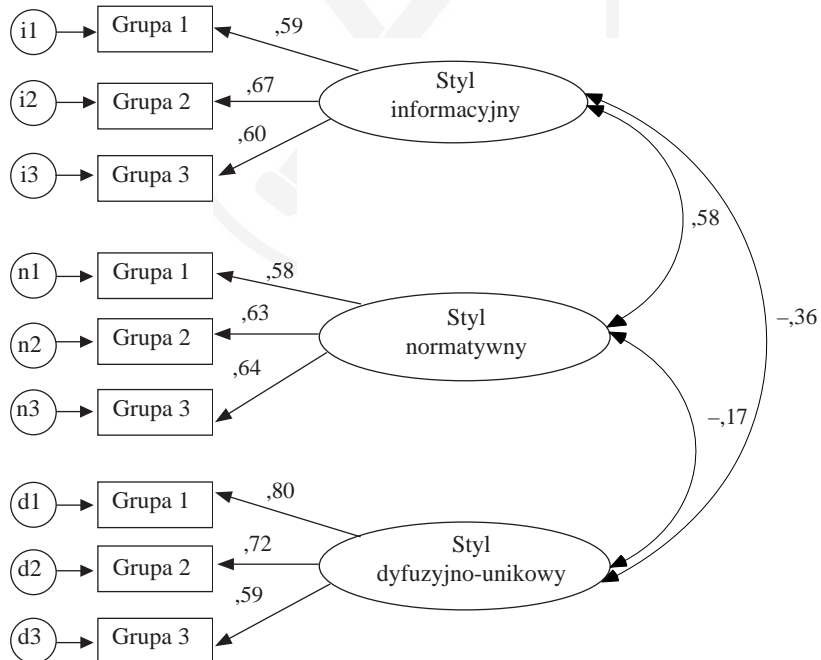 i1
Grupa 1
,59
i2
Grupa 2
,67
Styl
informacyjny
i3
Grupa 3
,60
,58
n1
Grupa 1
,58
n2
Grupa 2
,63
Styl
normatywny
–,36
n3
Grupa 3
,64
–,17
d1
Grupa 1
,80
d2
Grupa 2
,72
Styl
dyfuzyjno-unikowy
d3
Grupa 3
,59